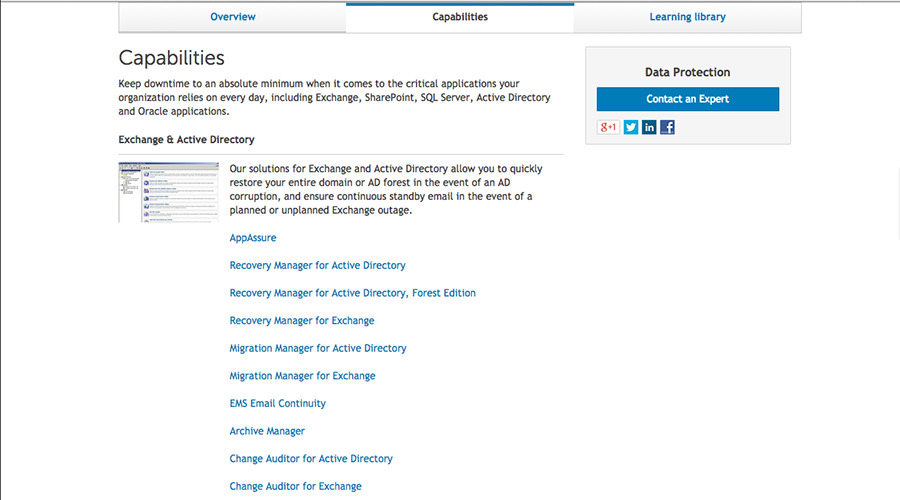 Overview
Capabilities
Learning library
Capabilities
Keep downtime to an absolute minimum when it comes to the critical applications your
organization relies on every day, including Exchange, SharePoint, SQL Server, Active Directory
and Oracle applications.
Data Protection
Contact an Expert
g+1
Exchange & Active Directory
Our solutions for Exchange and Active Directory allow you to quickly
restore your entire domain or AD forest in the event of an AD
corruption, and ensure continuous standby email in the event of a
planned or unplanned Exchange outage.
AppAssure
Recovery Manager for Active Directory
Recovery Manager for Active Directory, Forest Edition
Recovery Manager for Exchange
Migration Manager for Active Directory
Migration Manager for Exchange
EMS Email Continuity
Archive Manager
Change Auditor for Active Directory
Change Auditor for Exchange